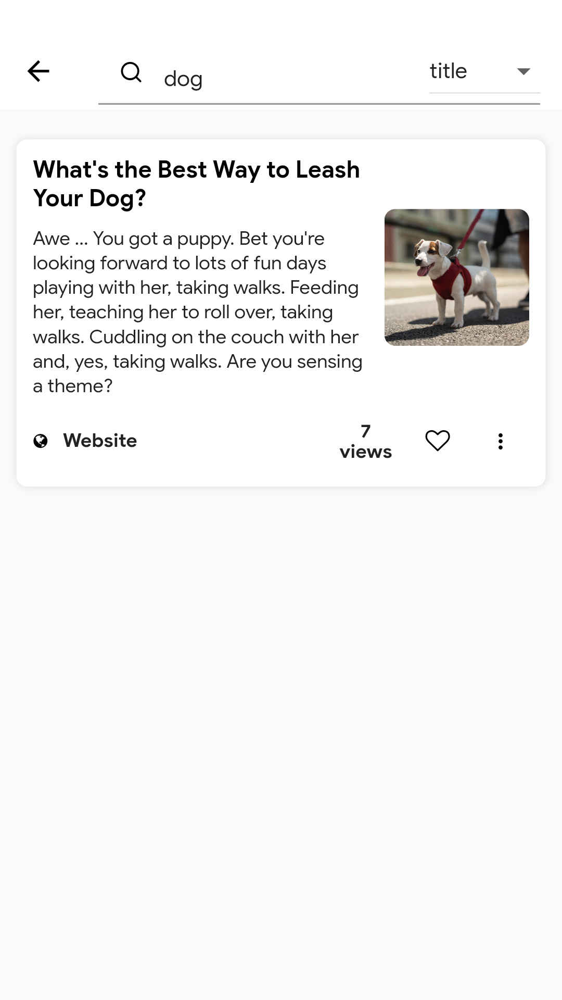 dog
title
What's the Best Way to Leash
Your Dog?
Awe ... You got a puppy. Bet you're
looking forward to lots of fun days
playing with her, taking walks. Feeding
her, teaching her to roll over, taking
walks. Cuddling on the couch with her
and, yes, taking walks. Are you sensing
a theme?
Website
7
views